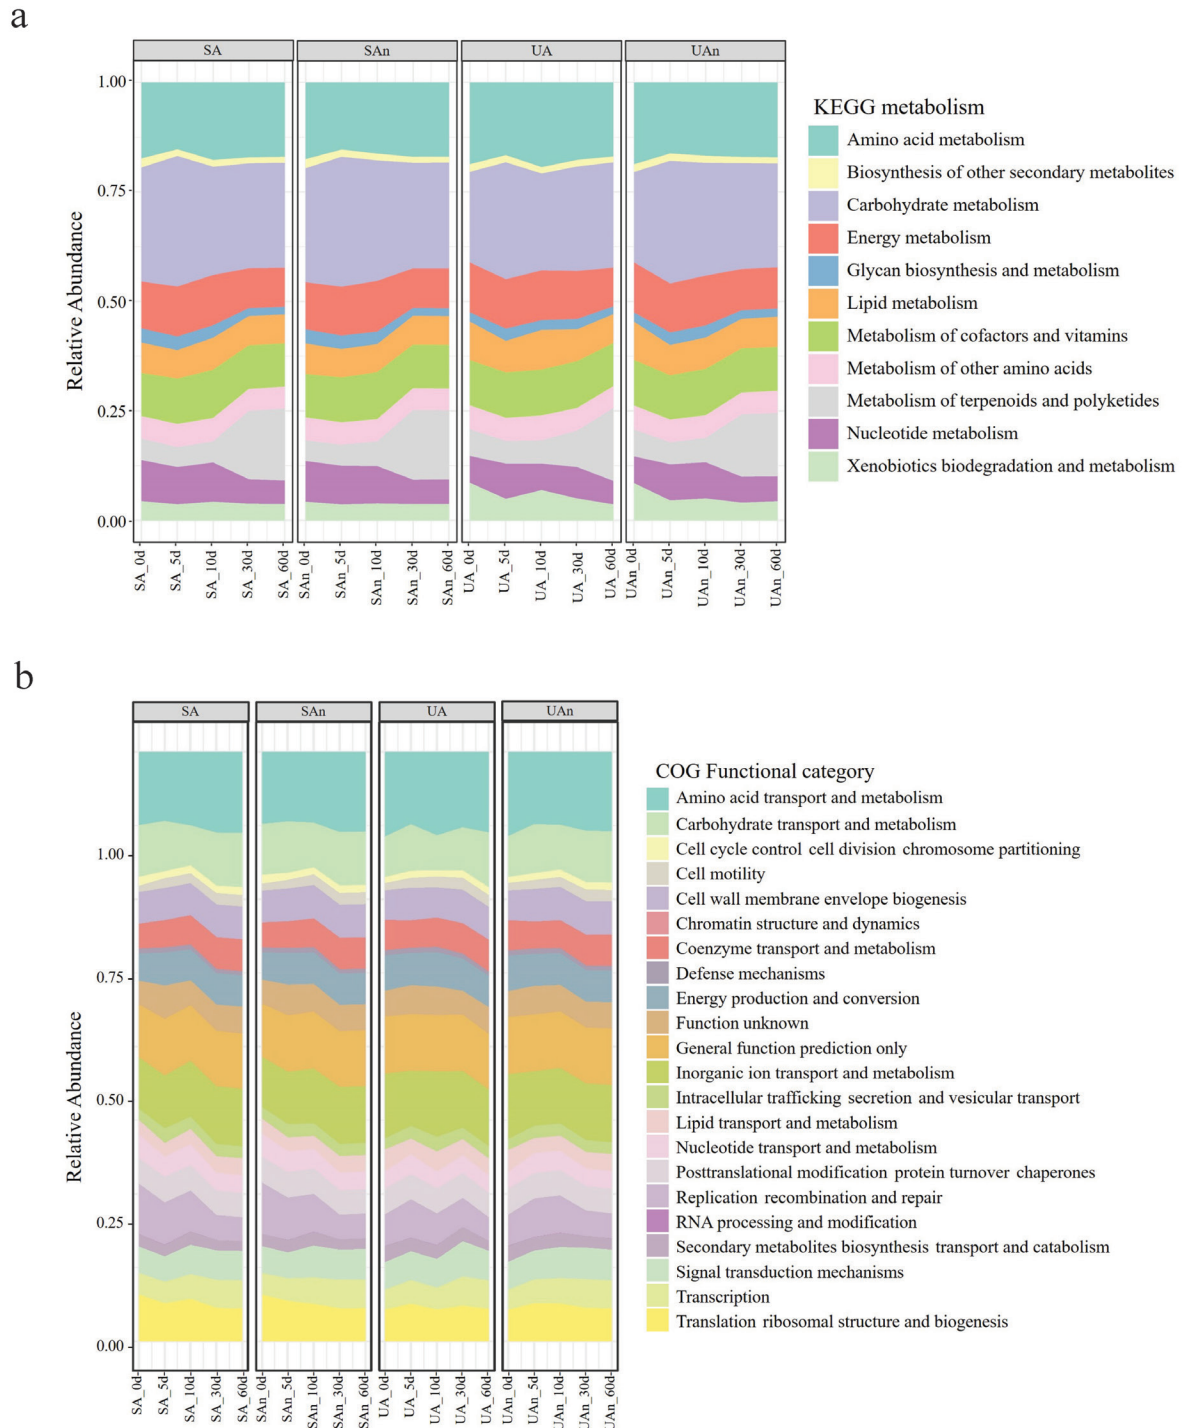 a
SA
SAn
UA
UAn
1.00
0.75
0.50
0.25
0.00
Relative Abundance
SA_0d
SA_5d
SA_10d
SA_30d
SA_60d
SAn_0d
SAn_5d
SAn_10d
SAn_30d
SAn_60d
UA_0d
UA_5d
UA_10d
UA_30d
UA_60d
UAn_0d
UAn_5d
UAn_10d
UAn_30d
UAn_60d
KEGG metabolism
Amino acid metabolism
Biosynthesis of other secondary metabolites
Carbohydrate metabolism
Energy metabolism
Glycan biosynthesis and metabolism
Lipid metabolism
Metabolism of cofactors and vitamins
Metabolism of other amino acids
Metabolism of terpenoids and polyketides
Nucleotide metabolism
Xenobiotics biodegradation and metabolism
b
SA
SAn
UA
UAn
1.00
0.75
0.50
0.25
0.00
Relative Abundance
SA_0d
SA_5d
SA_10d
SA_30d
SA_60d
SAn_0d
SAn_5d
SAn_10d
SAn_30d
SAn_60d
UA_0d
UA_5d
UA_10d
UA_30d
UA_60d
UAn_0d
UAn_5d
UAn_10d
UAn_30d
UAn_60d
COG Functional category
Amino acid transport and metabolism
Carbohydrate transport and metabolism
Cell cycle control cell division chromosome partitioning
Cell motility
Cell wall membrane envelope biogenesis
Chromatin structure and dynamics
Coenzyme transport and metabolism
Defense mechanisms
Energy production and conversion
Function unknown
General function prediction only
Inorganic ion transport and metabolism
Intracellular trafficking secretion and vesicular transport
Lipid transport and metabolism
Nucleotide transport and metabolism
Posttranslational modification protein turnover chaperones
Replication recombination and repair
RNA processing and modification
Secondary metabolites biosynthesis transport and catabolism
Signal transduction mechanisms
Transcription
Translation ribosomal structure and biogenesis